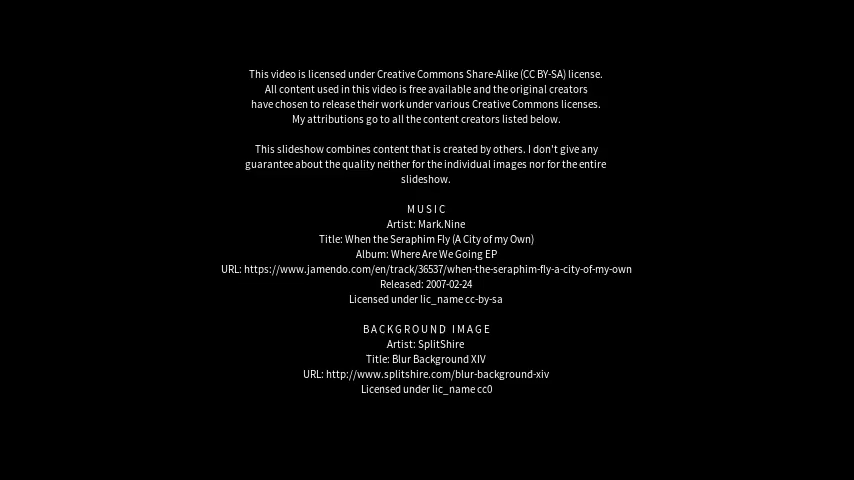 This video is licensed under Creative Commons Share-Alike (CC BY-SA) license.
All content used in this video is free available and the original creators
have chosen to release their work under various Creative Commons licenses.
My attributions go to all the content creators listed below.
This slideshow combines content that is created by others. I don't give any
guarantee about the quality neither for the individual images nor for the entire
slideshow.
MUSIC
Artist: Mark.Nine
Title: When the Seraphim Fly (A City of my Own)
Album: Where Are We Going EP
URL: https://www.jamendo.com/en/track/36537/when-the-seraphim-fly-a-city-of-my-own
Released: 2007-02-24
Licensed under lic_name cc-by-sa
BACKGROUND IMAGE
Artist: SplitShire
Title: Blur Background XIV
URL: http://www.splitshire.com/blur-background-xiv
Licensed under lic_name cc0